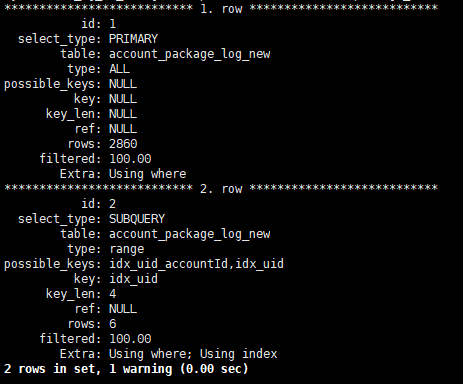 *************************** 1. row ***************************
id: 1
select_type: PRIMARY
table: account_package_log_new
type: ALL
possible_keys: NULL
key: NULL
key_len: NULL
ref: NULL
rows: 2860
filtered: 100.00
Extra: Using where
*************************** 2. row ***************************
id: 2
select_type: SUBQUERY
table: account_package_log_new
type: range
possible_keys: idx_uid_accountId,idx_uid
key: idx_uid
key_len: 4
ref: NULL
rows: 6
filtered: 100.00
Extra: Using where; Using index
2 rows in set, 1 warning (0.00 sec)